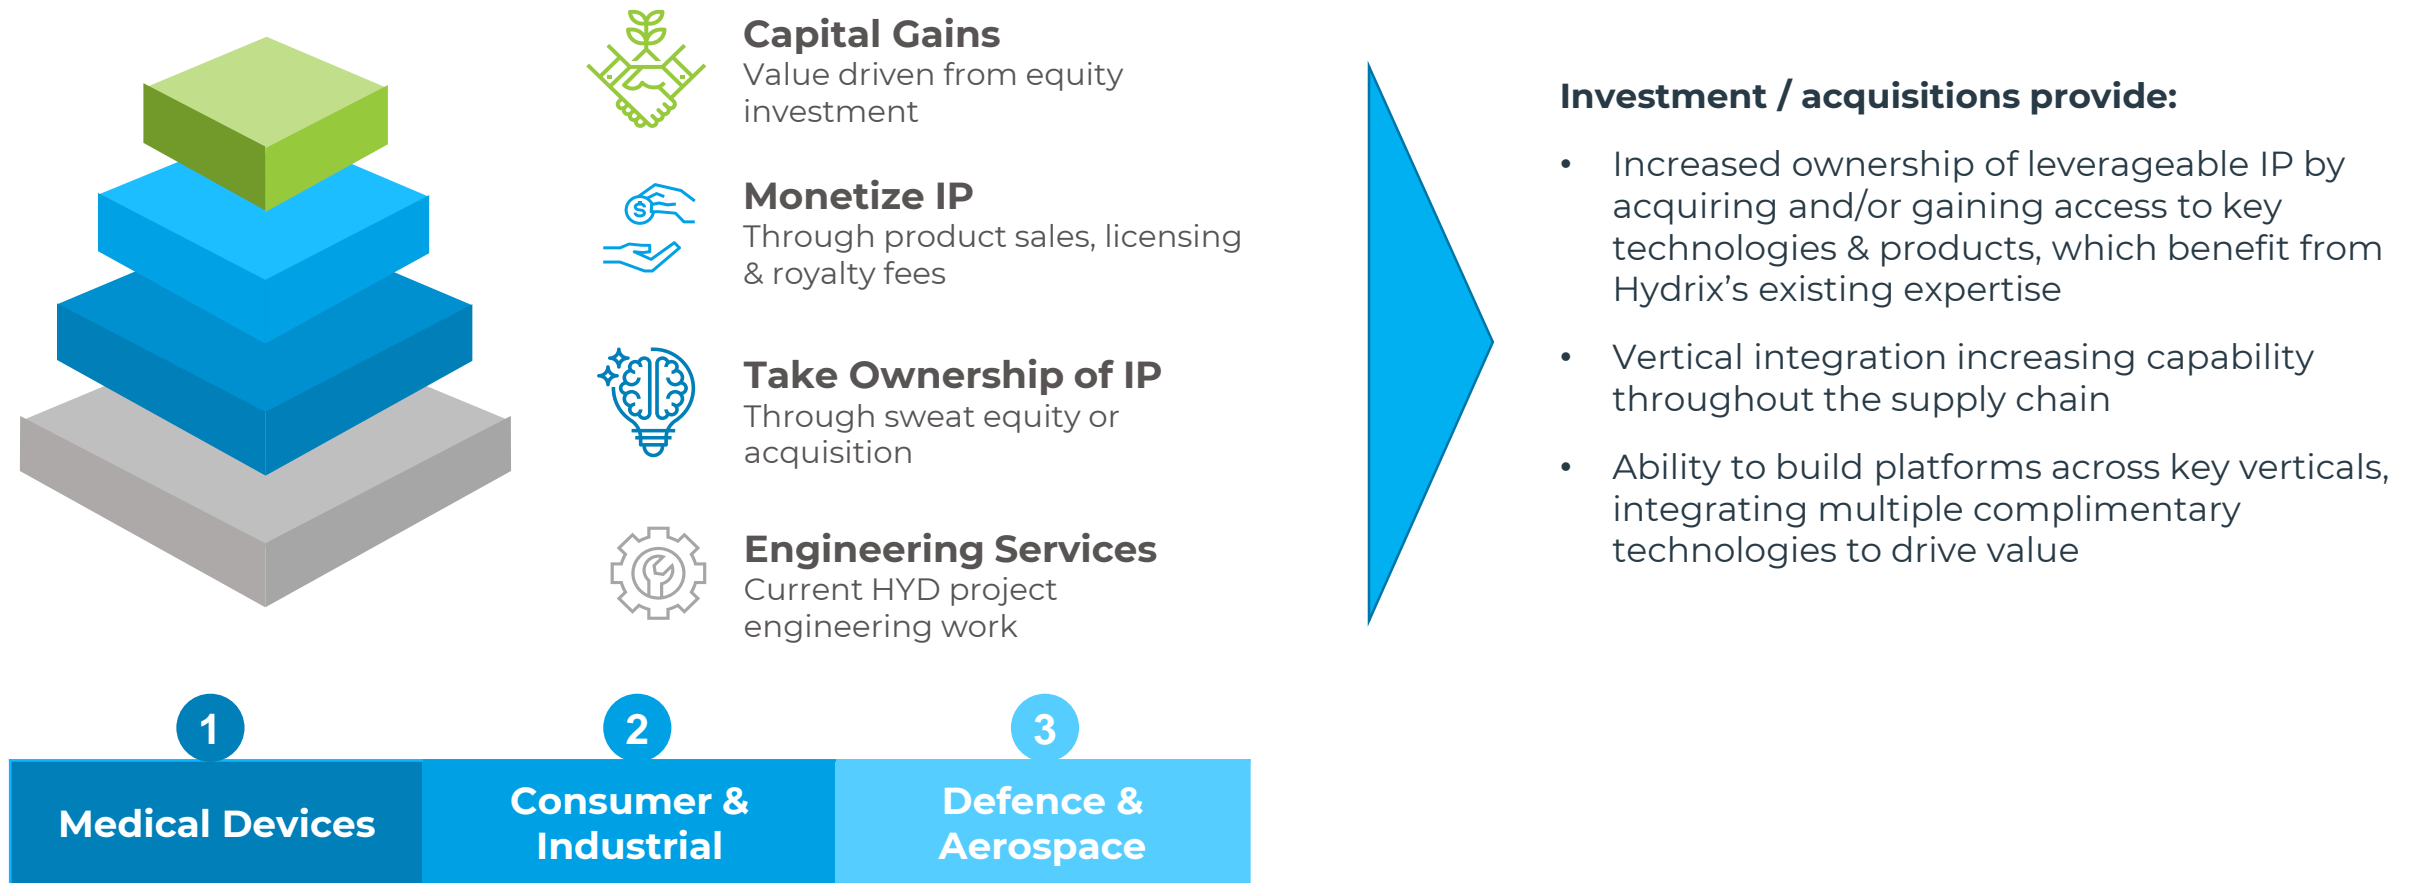 Capital Gains
Value driven from equity
investment
$
Monetize IP
Through product sales, licensing
& royalty fees
Take Ownership of IP
Through sweat equity or
acquisition
Engineering Services
Current HYD project
engineering work
1
2
3
Medical Devices
Consumer &
Industrial
Defence &
Aerospace
Investment / acquisitions provide:
• Increased ownership of leverageable IP by
acquiring and/or gaining access to key
technologies & products, which benefit from
Hydrix’s existing expertise
• Vertical integration increasing capability
throughout the supply chain
• Ability to build platforms across key verticals,
integrating multiple complimentary
technologies to drive value